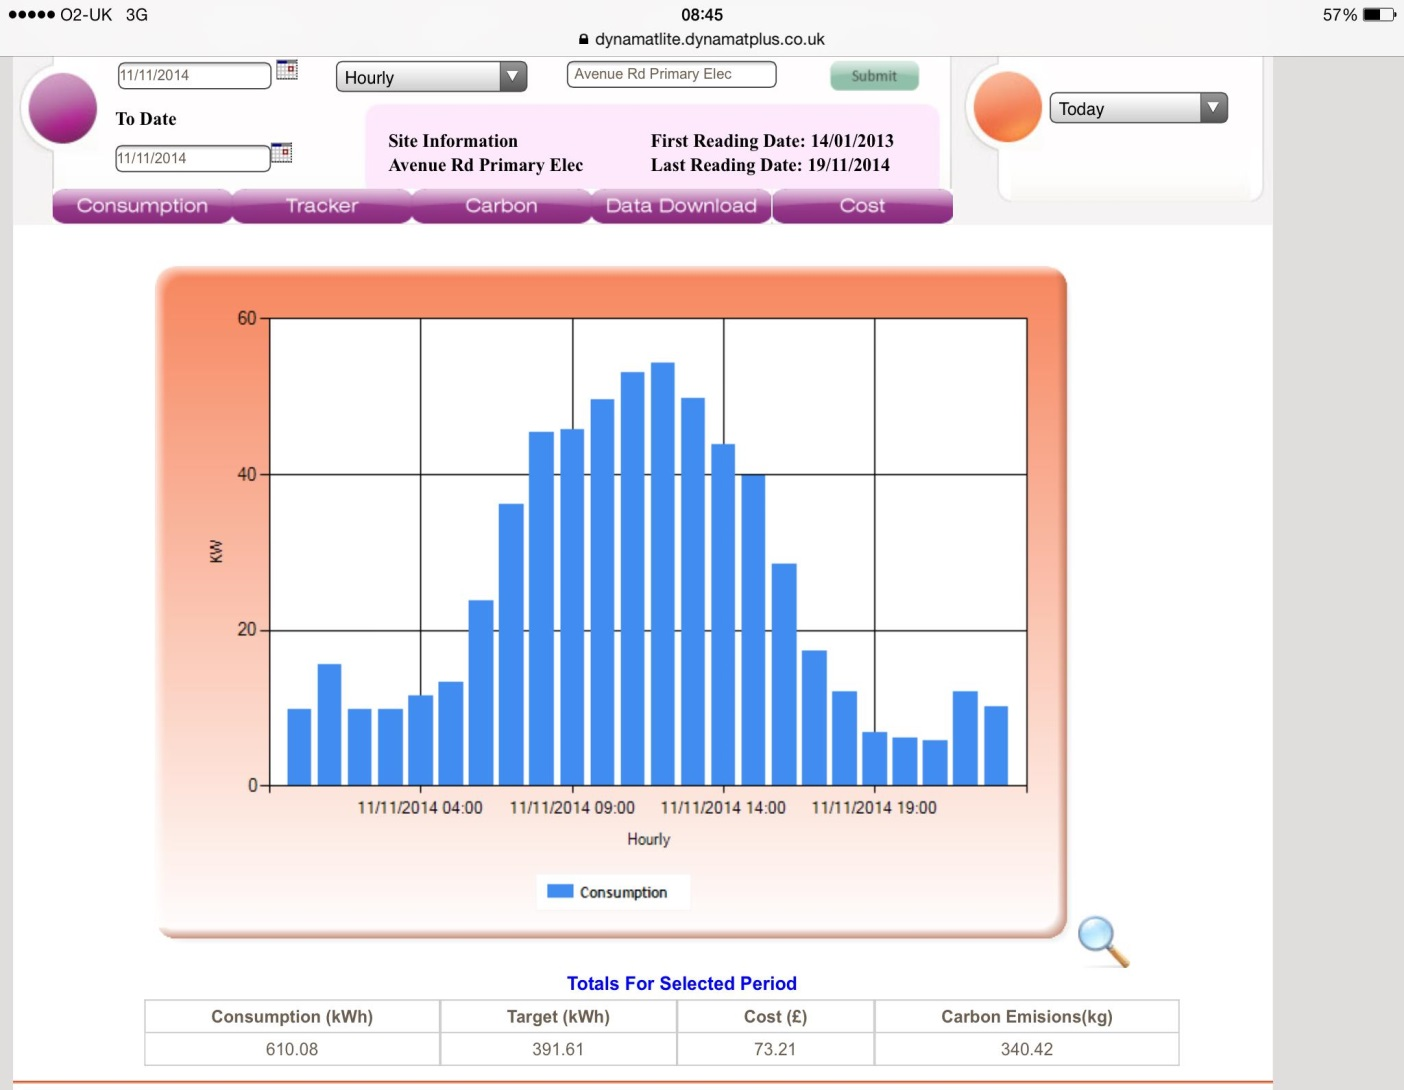 O2-UK 3G 08:45 57%
dynamatlite.dynamatplus.co.uk
11/11/2014 Hourly Avenue Rd Primary Elec Submit
Today
To Date
11/11/2014
Site Information First Reading Date: 14/01/2013
Avenue Rd Primary Elec Last Reading Date: 19/11/2014
Consumption Tracker Carbon Data Download Cost
60
40
KW
20
0
11/11/2014 04:00 11/11/2014 09:00 11/11/2014 14:00 11/11/2014 19:00
Hourly
Consumption
Totals For Selected Period
Consumption (kWh) Target (kWh) Cost (£) Carbon Emisions(kg)
610.08 391.61 73.21 340.42